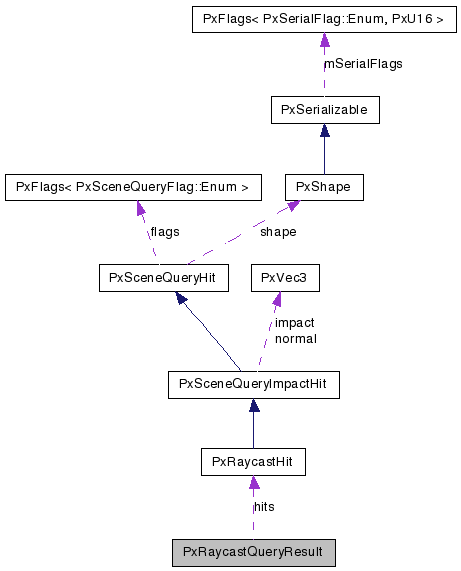 PxFlags< PxSerialFlag::Enum, PxU16 >
mSerialFlags
PxSerializable
PxFlags< PxSceneQueryFlag::Enum >
PxShape
flags
shape
PxSceneQueryHit
PxVec3
impact
normal
PxSceneQueryImpactHit
PxRaycastHit
hits
PxRaycastQueryResult